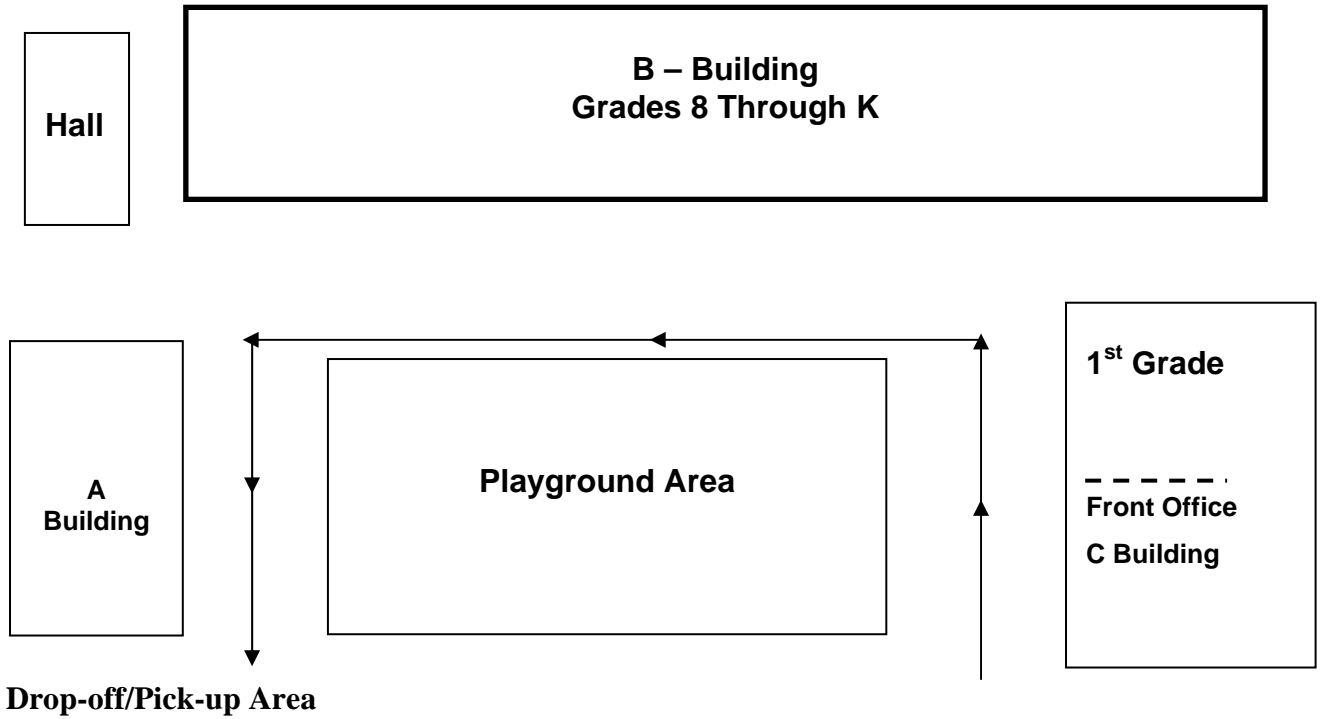 B – Building
Grades 8 Through K
Hall
1st Grade
Playground Area
A
Building
Front Office
C Building
Drop-off/Pick-up Area